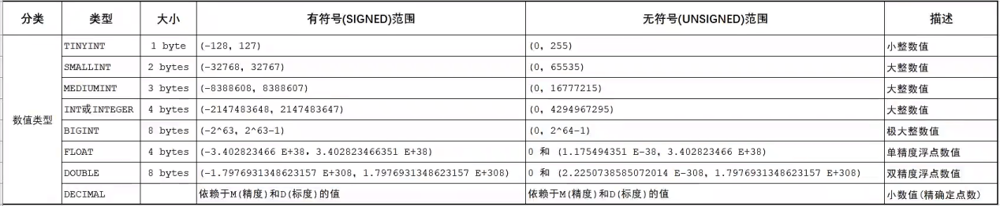 分类 类型 大小 有符号(SIGNED)范围 无符号(UNSIGNED)范围 描述
TINYINT 1 byte (-128, 127) (0, 255) 小整数值
SMALLINT 2 bytes (-32768, 32767) (0, 65535) 大整数值
MEDIUMINT 3 bytes (-8388608, 8388607) (0, 16777215) 大整数值
INT或INTEGER 4 bytes (-2147483648, 2147483647) (0, 4294967295) 大整数值
数值类型
BIGINT 8 bytes (-2^63, 2^63-1) (0, 2^64-1) 极大整数值
FLOAT 4 bytes (-3.402823466 E+38, 3.402823466351 E+38) 0 和 (1.175494351 E-38, 3.402823466 E+38) 单精度浮点数值
DOUBLE 8 bytes (-1.7976931348623157 E+308, 1.7976931348623157 E+308) 0 和 (2.2250738585072014 E-308, 1.7976931348623157 E+308) 双精度浮点数值
DECIMAL 依赖于M(精度)和D(标度)的值 依赖于M(精度)和D(标度)的值 小数值(精确定点数)